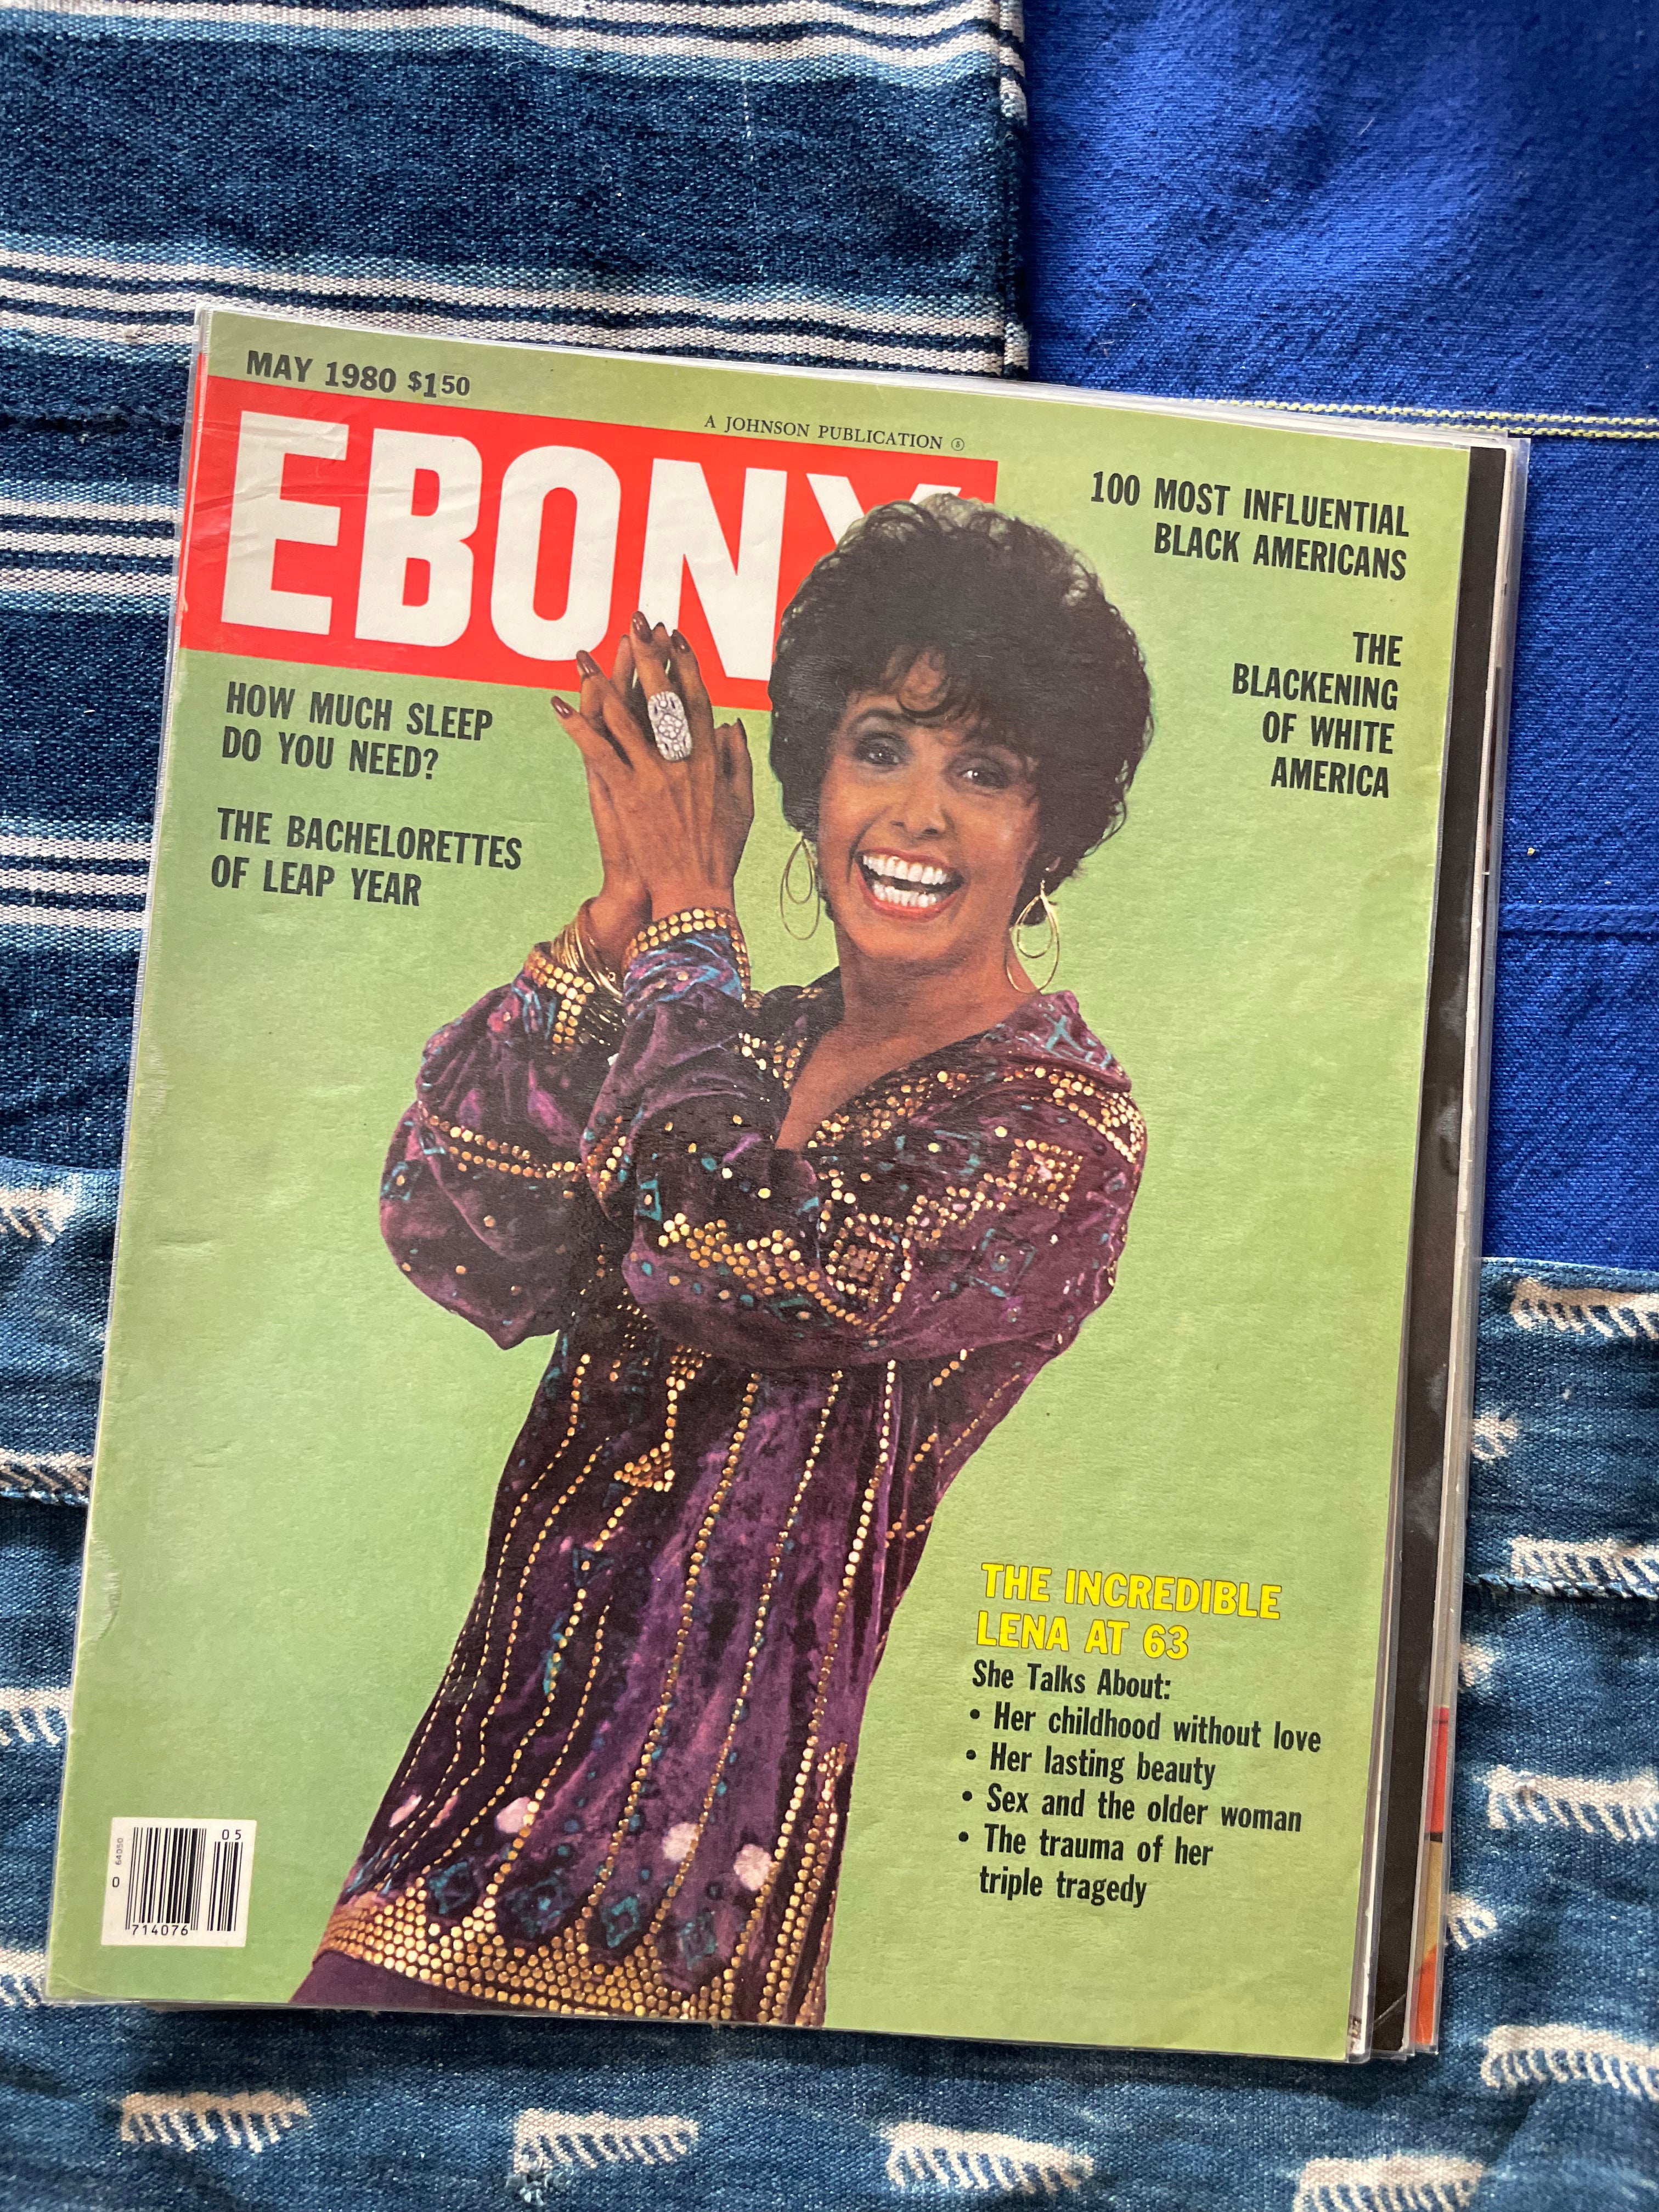 MAY 1980 $1.50
A JOHNSON PUBLICATION
EBONY
100 MOST INFLUENTIAL
BLACK AMERICANS
THE
BLACKENING
OF WHITE
AMERICA
HOW MUCH SLEEP
DO YOU NEED?
THE BACHELORETTES
OF LEAP YEAR
THE INCREDIBLE
LENA AT 63
She Talks About:
• Her childhood without love
• Her lasting beauty
• Sex and the older woman
• The trauma of her
triple tragedy
05
0 64050
714076